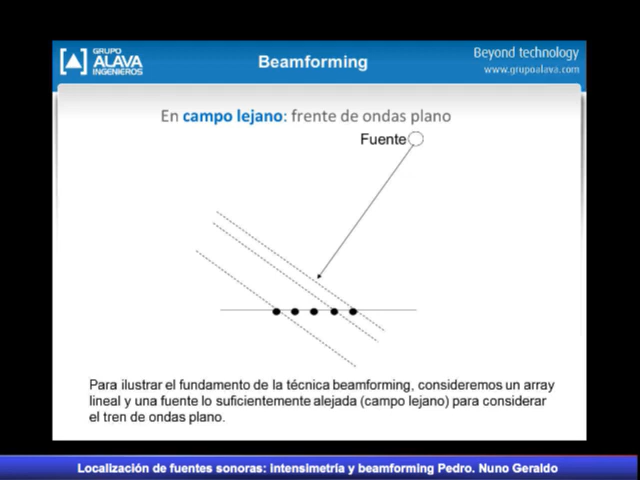 GRUPO
ALAVA
INGENIEROS
Beamforming
Beyond technology
www.grupoalava.com
En campo lejano: frente de ondas plano
Fuente
Para ilustrar el fundamento de la técnica beamforming, consideremos un array
lineal y una fuente lo suficientemente alejada (campo lejano) para considerar
el tren de ondas plano.
Localización de fuentes sonoras: intensimetría y beamforming Pedro. Nuno Geraldo